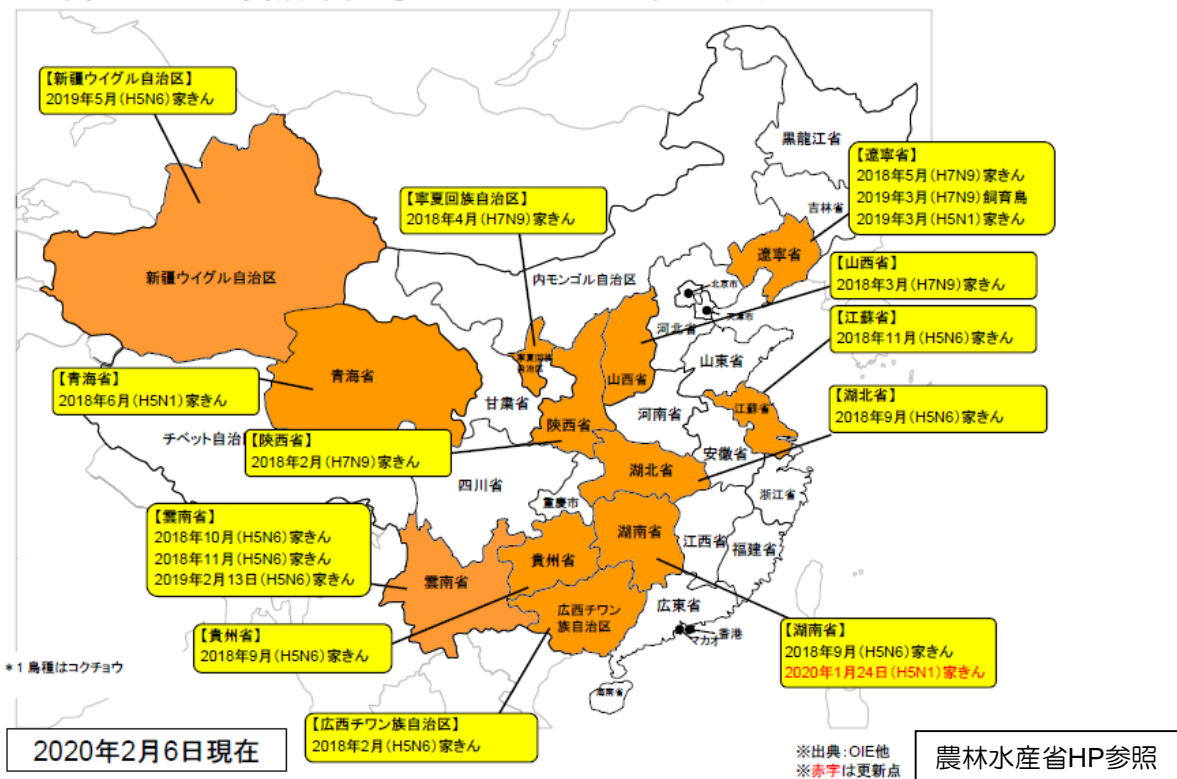 【新疆ウイグル自治区】
2019年5月(H5N6)家きん
黒龍江省
【遼寧省】
2018年5月(H7N9)家きん
2019年3月(H7N9)飼育鳥
2019年3月(H5N1)家きん
【寧夏回族自治区】
2018年4月(H7N9)家きん
吉林省
遼寧省
新疆ウイグル自治区
内モンゴル自治区
北京市
天津市
河北省
【山西省】
2018年3月(H7N9)家きん
【江蘇省】
2018年11月(H5N6)家きん
寧夏回族
自治区
山西省
山東省
青海省
【青海省】
2018年6月(H5N1)家きん
甘粛省
陝西省
河南省
江蘇省
【湖北省】
2018年9月(H5N6)家きん
チベット自治
【陝西省】
2018年2月(H7N9)家きん
安徽省
湖北省
四川省
重慶市
浙江省
【雲南省】
2018年10月(H5N6)家きん
2018年11月(H5N6)家きん
2019年2月13日(H5N6)家きん
湖南省
江西省
福建省
貴州省
雲南省
広西チワン
族自治区
広東省
香港
マカオ
【貴州省】
2018年9月(H5N6)家きん
【湖南省】
2018年9月(H5N6)家きん
2020年1月24日(H5N1)家きん
*1 鳥種はコクチョウ
海南省
【広西チワン族自治区】
2018年2月(H5N6)家きん
2020年2月6日現在
※出典:OIE他
※赤字は更新点
農林水産省HP参照